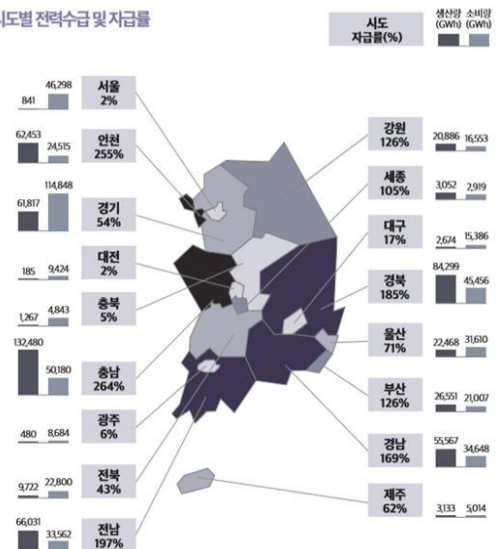 시도별 전력수급 및 자급률
시도
자급률(%)
생산량 소비량
(GWh) (GWh)
841 46,298
서울
2%
62,453 24,515
인천
255%
61,817 114,848
경기
54%
185 9,424
대전
2%
1,267 4,843
충북
5%
132,480 50,180
충남
264%
480 8,684
광주
6%
9,722 22,800
전북
43%
66,031 33,562
전남
197%
강원
126%
20,886 16,553
세종
105%
3,052 2,919
대구
17%
2,674 15,386
경북
185%
84,299 45,456
울산
71%
22,468 31,610
부산
126%
26,551 21,007
경남
169%
55,567 34,648
제주
62%
3,133 5,014